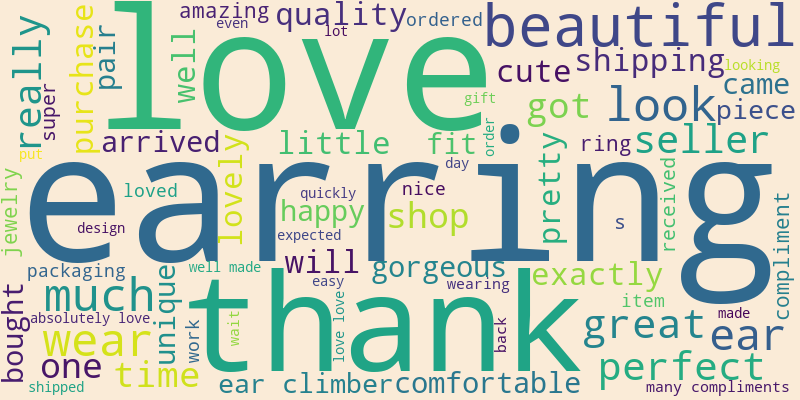 amazing
even
quality
lot
ordered
beautiful
really
purchase
pair
well
super
love
gift
cute
shipping
looking
came
got
look
piece
put
arrived
little
fit
order
pretty
ring
seller
earring
jewelry
loved
lovely
day
quickly
nice
happy
shop
received
s
design
expected
compliment
packaging
well made
will
gorgeous
wearing
exactly
easy
item
bought
much
unique
absolutely love
work
wait
thank
love love
back
made
great
ear
wear
one
time
perfect
shipped
ear climber
comfortable
many compliments